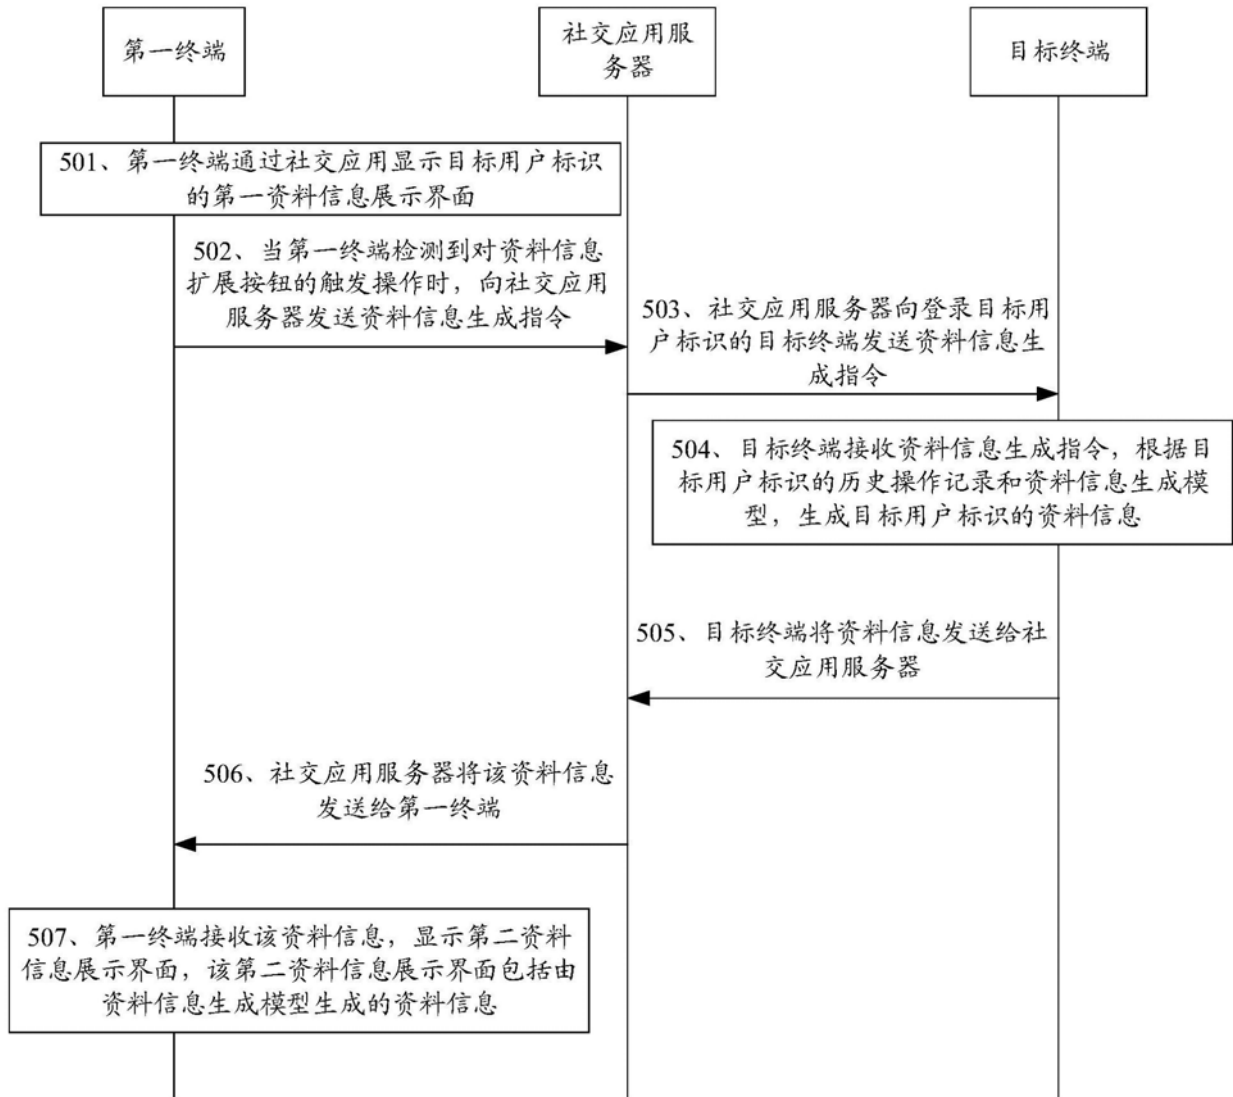 第一终端
社交应用服
务器
目标终端
501、第一终端通过社交应用显示目标用户标识
的第一资料信息展示界面
502、当第一终端检测到对资料信息
扩展按钮的触发操作时，向社交应用
服务器发送资料信息生成指令
503、社交应用服务器向登录目标用
户标识的目标终端发送资料信息生
成指令
504、目标终端接收资料信息生成指令，根据目
标用户标识的历史操作记录和资料信息生成模
型，生成目标用户标识的资料信息
505、目标终端将资料信息发送给社
交应用服务器
506、社交应用服务器将该资料信息
发送给第一终端
507、第一终端接收该资料信息，显示第二资料
信息展示界面，该第二资料信息展示界面包括由
资料信息生成模型生成的资料信息